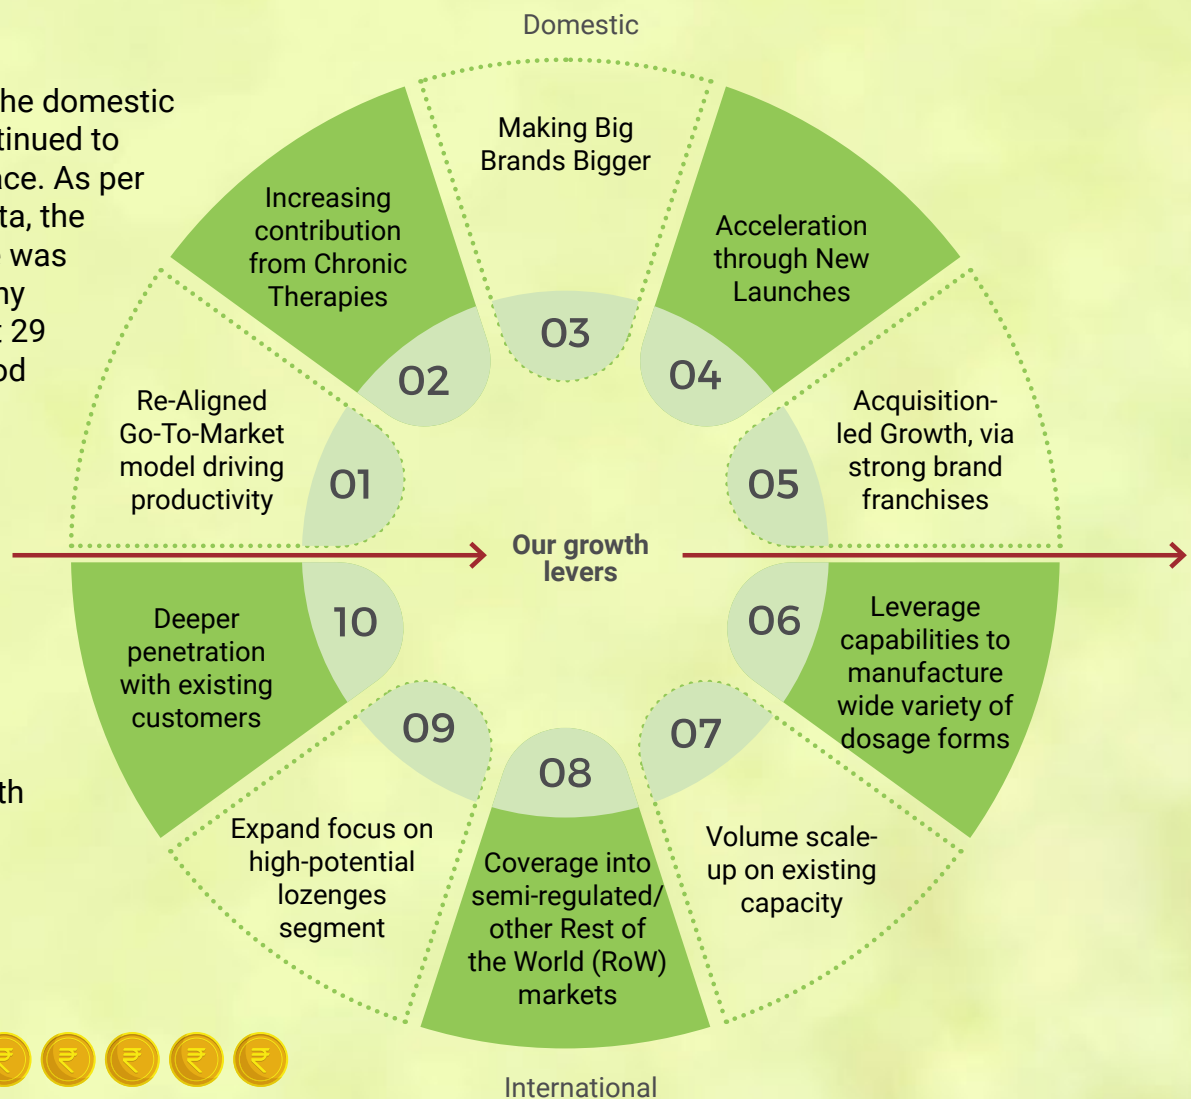 Domestic
he domestic
tinued to
ace. As per
ta, the
was
ny
29
od
th
Making Big
Brands Bigger
03
Increasing
contribution
from Chronic
Therapies
02
Acceleration
through New
Launches
04
Re-Aligned
Go-To-Market
model driving
productivity
01
Acquisition-
led Growth, via
strong brand
franchises
05
Our growth
levers
Deeper
penetration
with existing
customers
10
Leverage
capabilities to
manufacture
wide variety of
dosage forms
06
Expand focus on
high-potential
lozenges
segment
09
Coverage into
semi-regulated/
other Rest of
the World (RoW)
markets
08
Volume scale-
up on existing
capacity
07
₹ ₹ ₹ ₹ ₹
International